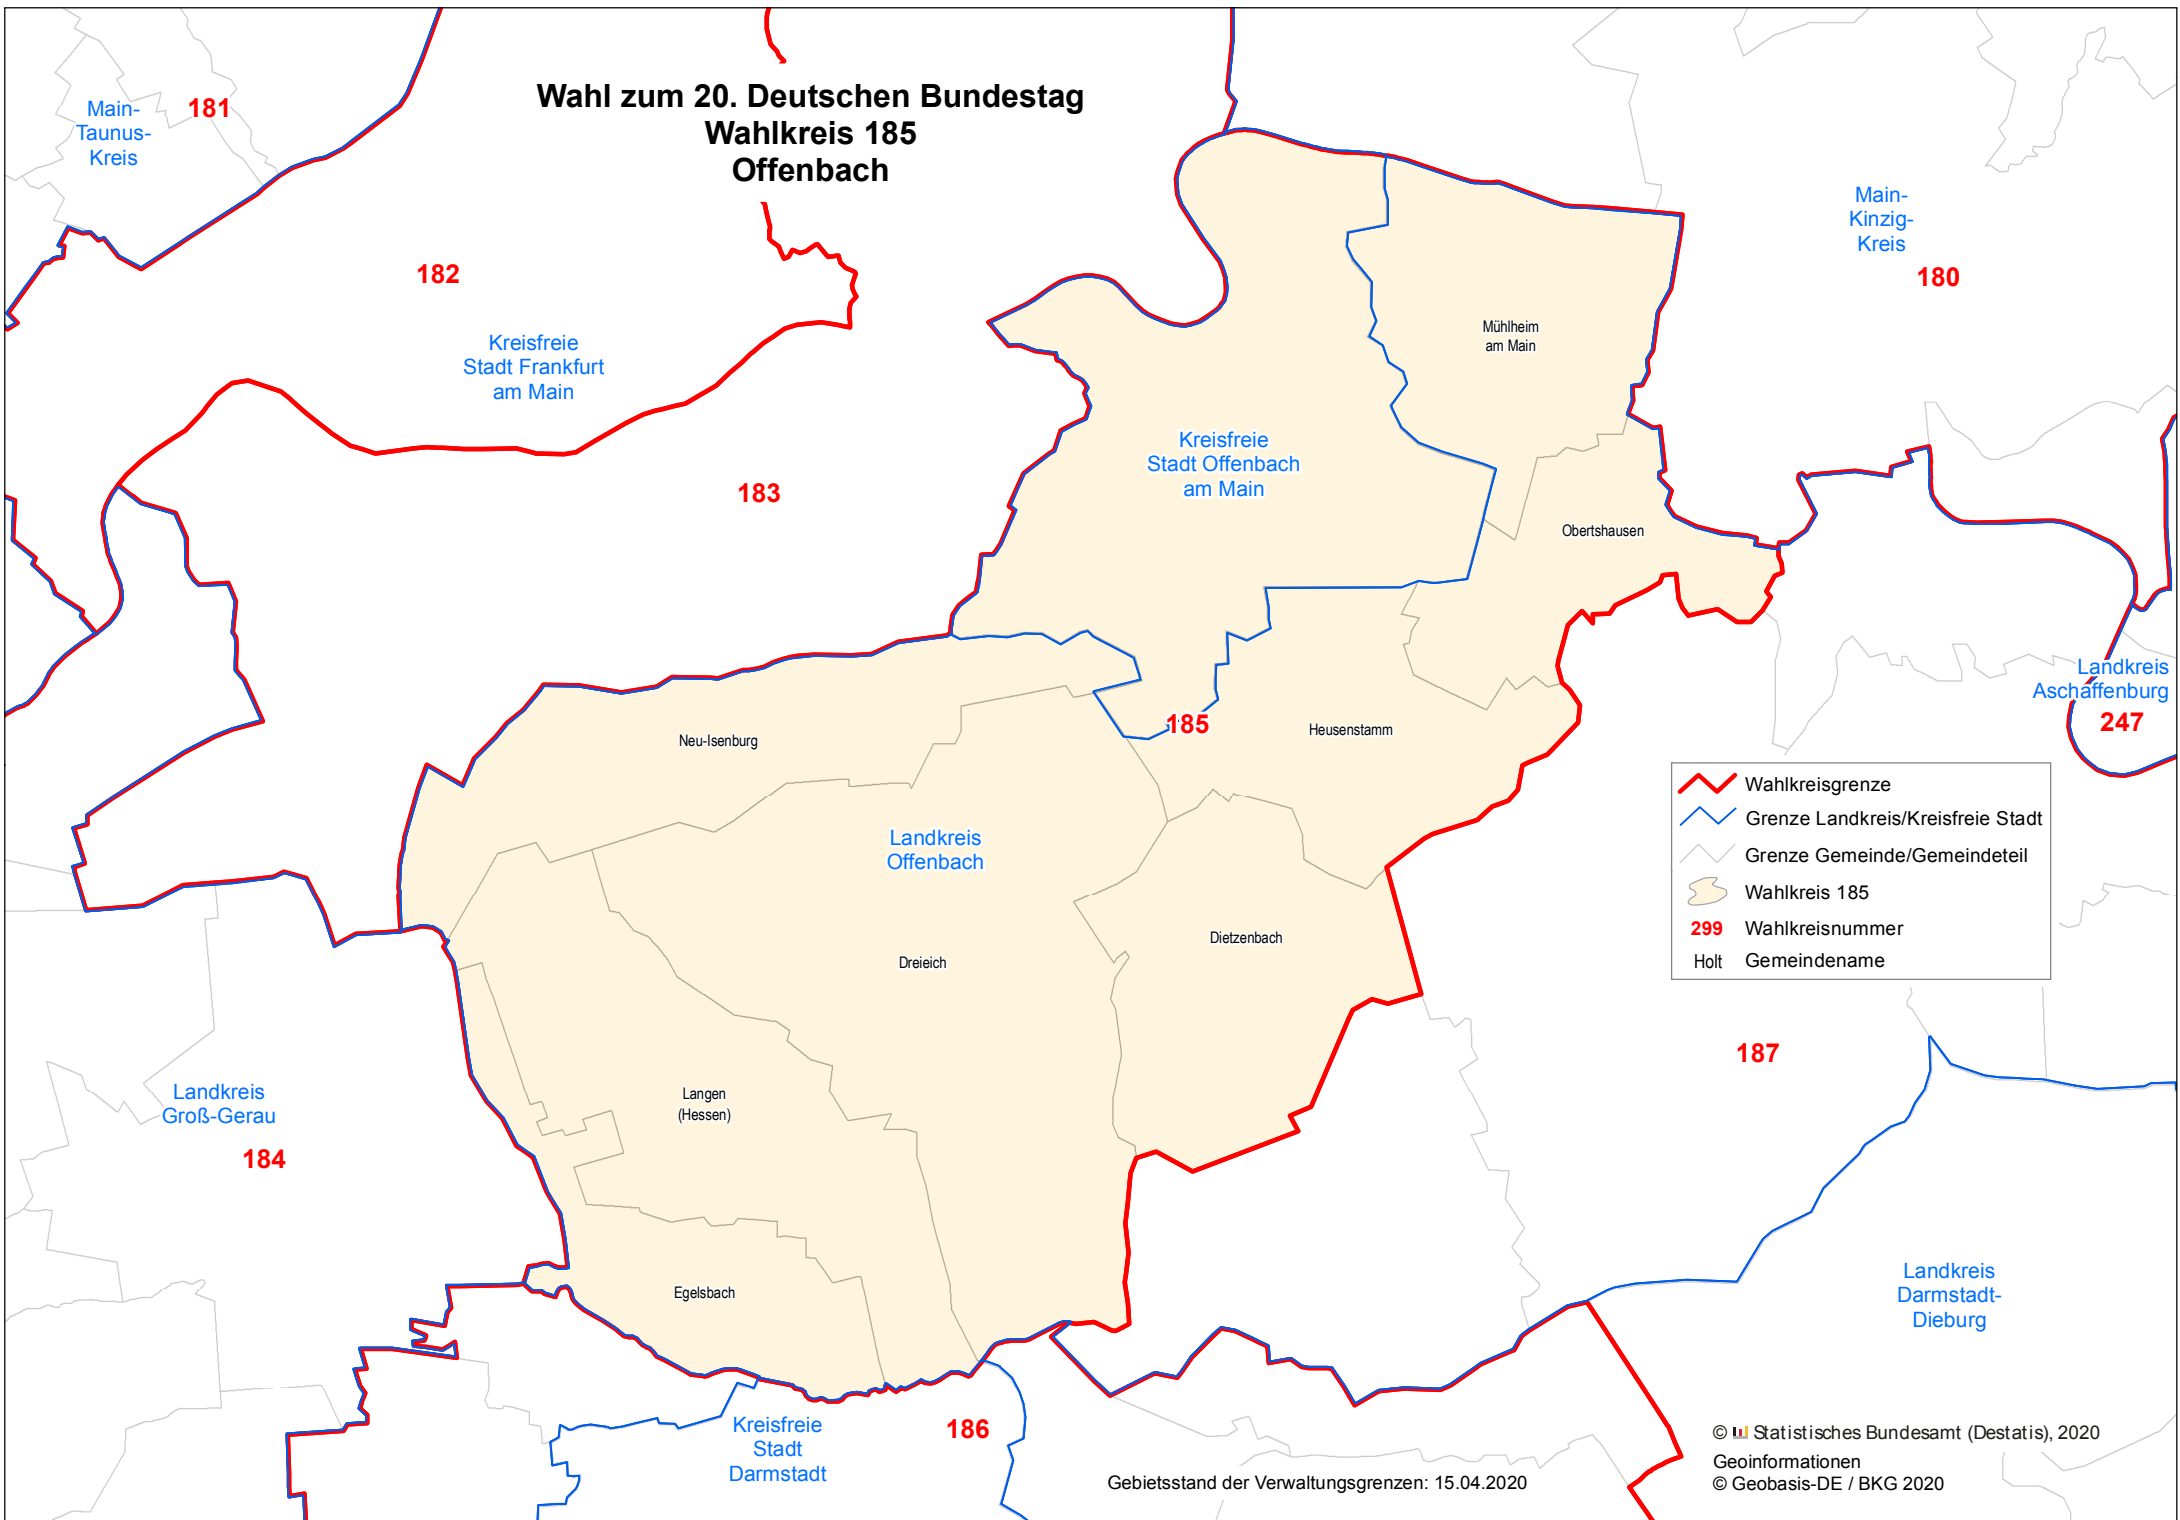 Wahl zum 20. Deutschen Bundestag
Wahlkreis 185
Offenbach
Main-
Taunus-
Kreis
181
182
Kreisfreie
Stadt Frankfurt
am Main
183
Main-
Kinzig-
Kreis
180
Mühlheim
am Main
Kreisfreie
Stadt Offenbach
am Main
Obertshausen
Landkreis
Aschaffenburg
247
185
Heusenstamm
Neu-Isenburg
Landkreis
Offenbach
Dietzenbach
Dreieich
Wahlkreisgrenze
Grenze Landkreis/Kreisfreie Stadt
Grenze Gemeinde/Gemeindeteil
Wahlkreis 185
299 Wahlkreisnummer
Holt Gemeindename
187
Landkreis
Groß-Gerau
184
Langen
(Hessen)
Egelsbach
Landkreis
Darmstadt-
Dieburg
Kreisfreie
Stadt
Darmstadt
186
Gebietsstand der Verwaltungsgrenzen: 15.04.2020
© Statistisches Bundesamt (Destatis), 2020
Geoinformationen
© Geobasis-DE / BKG 2020